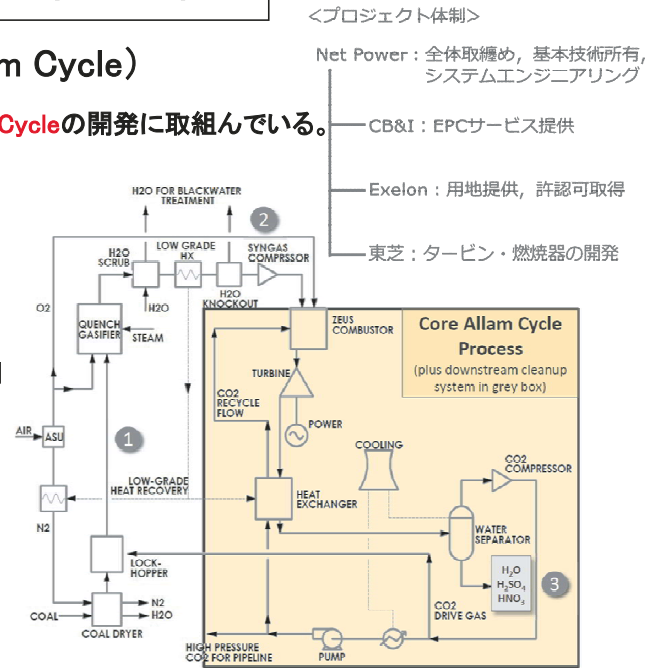 <プロジェクト体制>
Net Power：全体取纏め，基本技術所有，
システムエンジニアリング
m Cycle）
Cycleの開発に取組んでいる。
CB&I：EPCサービス提供
Exelon：用地提供，許認可取得
東芝：タービン・燃焼器の開発
H2O FOR BLACKWATER
TREATMENT
2
H2O
SCRUB
LOW GRADE
HX
SYNGAS
COMPRSSOR
H2O
H2O
KNOCKOUT
O2
QUENCH
GASIFIER
STEAM
ZEUS
COMBUSTOR
Core Allam Cycle
Process
(plus downstream cleanup
system in grey box)
TURBINE
CO2
RECYCLE
FLOW
POWER
AIR
ASU
1
COOLING
CO2
COMPRESSOR
LOW-GRADE
HEAT RECOVERY
HEAT
EXCHANGER
N2
WATER
SEPARATOR
LOCK-
HOPPER
H2O
H2SO4
HNO3
3
COAL
N2
H2O
COAL DRYER
CO2
DRIVE GAS
HIGH PRESSURE
CO2 FOR PIPELINE
PUMP